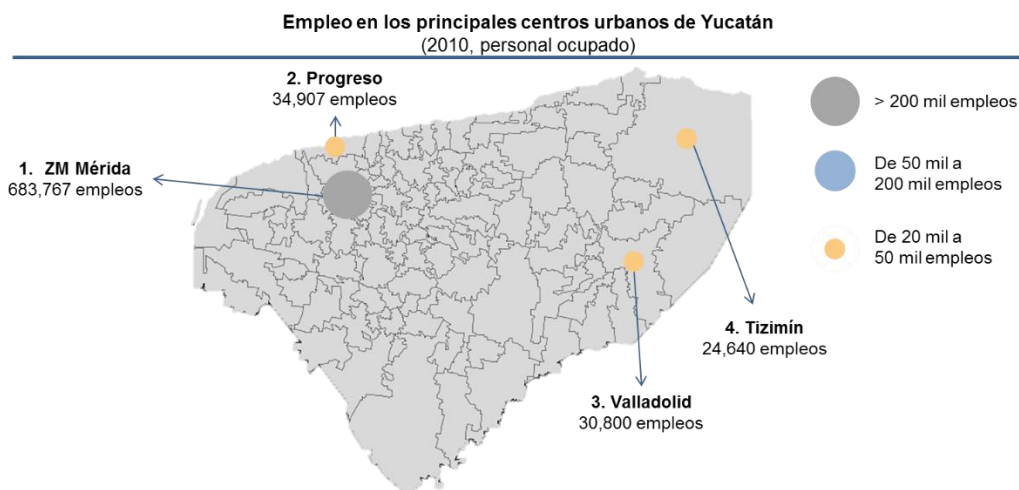 Empleo en los principales centros urbanos de Yucatán
(2010, personal ocupado)
2. Progreso
34,907 empleos
1. ZM Mérida
683,767 empleos
> 200 mil empleos
De 50 mil a
200 mil empleos
De 20 mil a
50 mil empleos
4. Tizimín
24,640 empleos
3. Valladolid
30,800 empleos